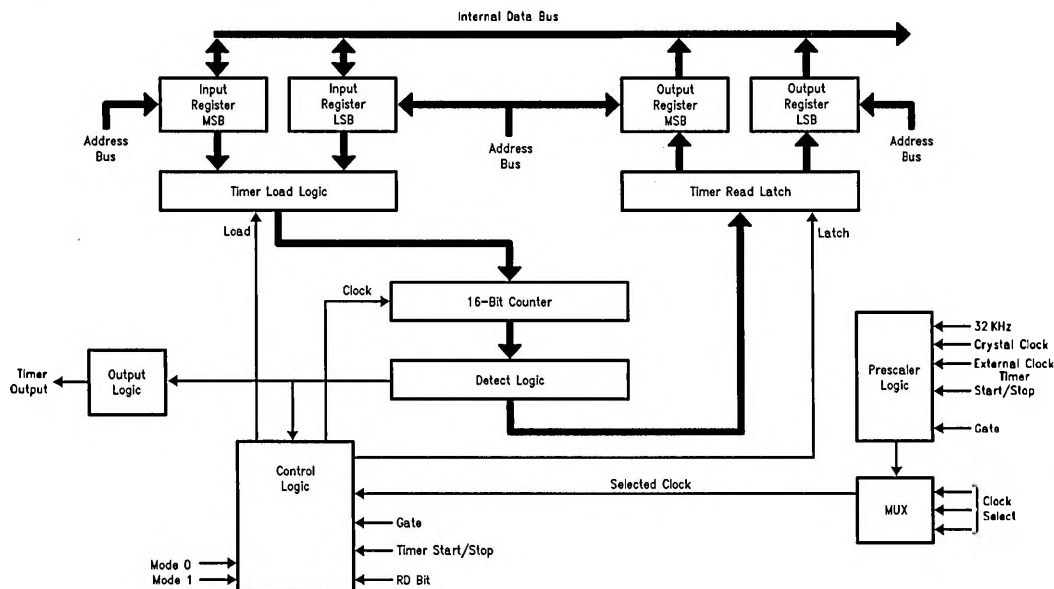 Internal Data Bus
Input
Register
MSB
Input
Register
LSB
Output
Register
MSB
Output
Register
LSB
Address
Bus
Address
Bus
Address
Bus
Timer Load Logic
Timer Read Latch
Load
Latch
Clock
16-Bit Counter
Detect Logic
Timer
Output
Output
Logic
Prescaler
Logic
32 KHz
Crystal Clock
External Clock
Timer
Start/Stop
Gate
Control
Logic
Selected Clock
MUX
Clock
Select
Gate
Timer Start/Stop
RD Bit
Mode 0
Mode 1